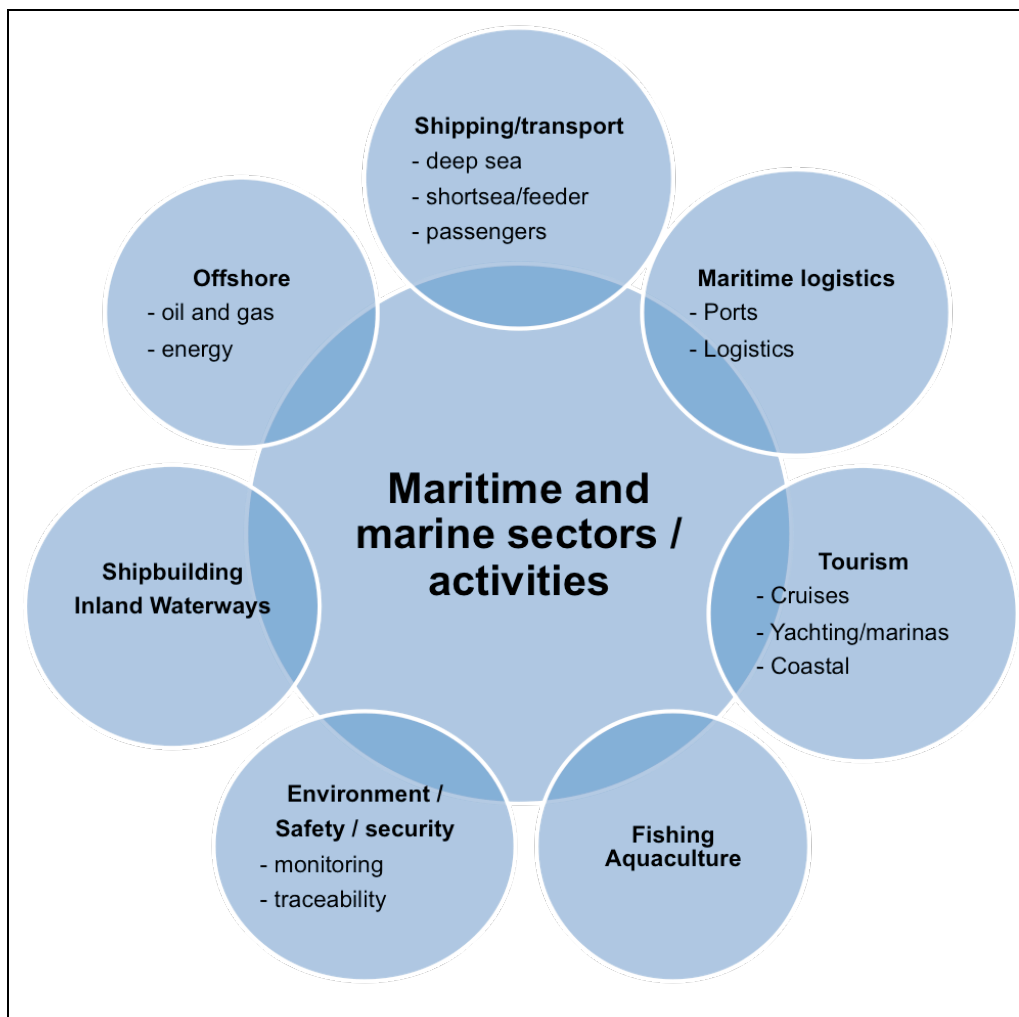 Shipping/transport
- deep sea
- shortsea/feeder
- passengers
Maritime logistics
- Ports
- Logistics
Offshore
- oil and gas
- energy
Maritime and
marine sectors /
activities
Tourism
- Cruises
- Yachting/marinas
- Coastal
Shipbuilding
Inland Waterways
Environment /
Safety / security
- monitoring
- traceability
Fishing
Aquaculture